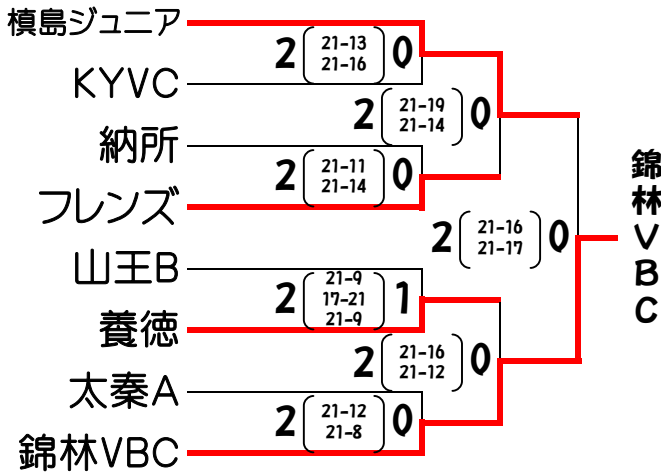 槙島ジュニア
2 21-13 0
21-16
KYVC
2 21-19 0
21-14
納所
2 21-11 0
21-14
フレンズ
2 21-16 0
21-17
錦林VBC
山王B
2 21-9 1
17-21
21-9
養徳
2 21-16 0
21-12
太秦A
2 21-12 0
21-8
錦林VBC